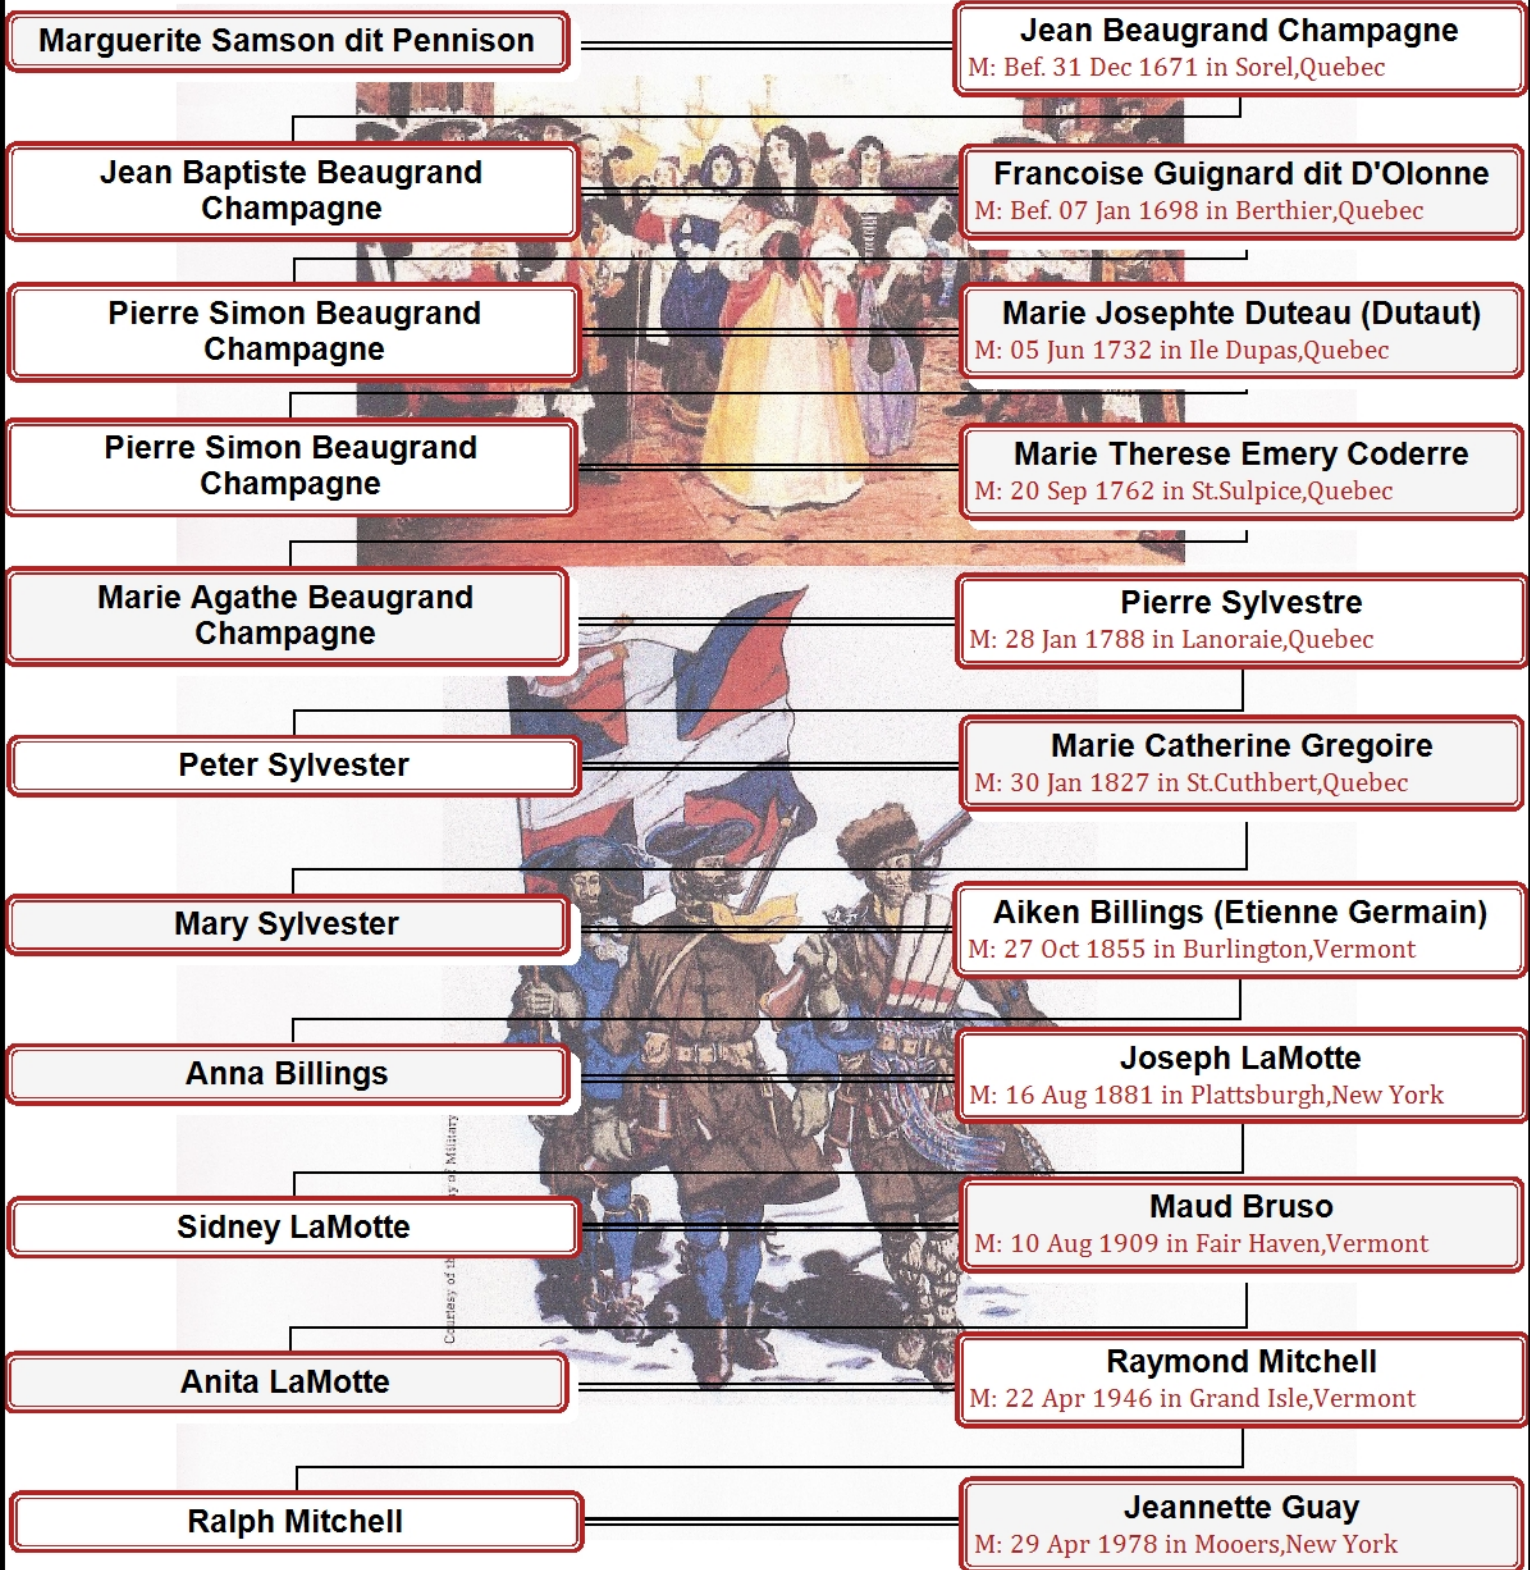 Marguerite Samson dit Pennison
Jean Beaugrand Champagne
M: Bef. 31 Dec 1671 in Sorel,Quebec
Jean Baptiste Beaugrand
Champagne
Francoise Guignard dit D'Olonne
M: Bef. 07 Jan 1698 in Berthier,Quebec
Pierre Simon Beaugrand
Champagne
Marie Josephte Duteau (Dutaut)
M: 05 Jun 1732 in Ile Dupas,Quebec
Pierre Simon Beaugrand
Champagne
Marie Therese Emery Coderre
M: 20 Sep 1762 in St.Sulpice,Quebec
Marie Agathe Beaugrand
Champagne
Pierre Sylvestre
M: 28 Jan 1788 in Lanoraie,Quebec
Peter Sylvester
Marie Catherine Gregoire
M: 30 Jan 1827 in St.Cuthbert,Quebec
Mary Sylvester
Aiken Billings (Etienne Germain)
M: 27 Oct 1855 in Burlington,Vermont
Anna Billings
Joseph LaMotte
M: 16 Aug 1881 in Plattsburgh,New York
Sidney LaMotte
Maud Bruso
M: 10 Aug 1909 in Fair Haven,Vermont
Anita LaMotte
Raymond Mitchell
M: 22 Apr 1946 in Grand Isle,Vermont
Ralph Mitchell
Jeannette Guay
M: 29 Apr 1978 in Mooers,New York
Courtesy of of Military